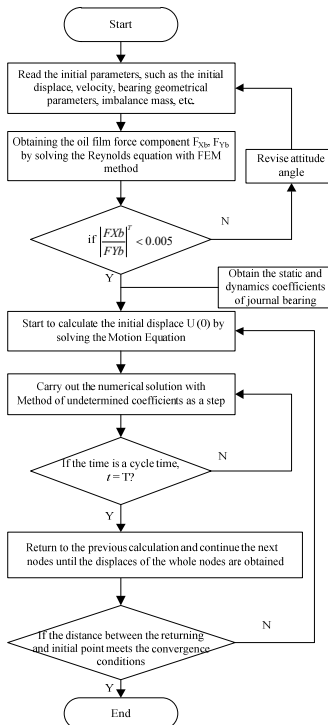 Start
Read the initial parameters, such as the initial
displace, velocity, bearing geometrical
parameters, imbalance mass, etc.
Obtaining the oil film force component FXb, FYb
by solving the Reynolds equation with FEM
method
Revise attitude
angle
if |FXb/FYb|^T < 0.005
N
Y
Obtain the static and
dynamics coefficients
of journal bearing
Start to calculate the initial displace U (0) by
solving the Motion Equation
Carry out the numerical solution with
Method of undetermined coefficients as a step
If the time is a cycle time,
t = T?
N
Y
Return to the previous calculation and continue the next
nodes until the displaces of the whole nodes are obtained
If the distance between the returning
and initial point meets the convergence
conditions
N
Y
End